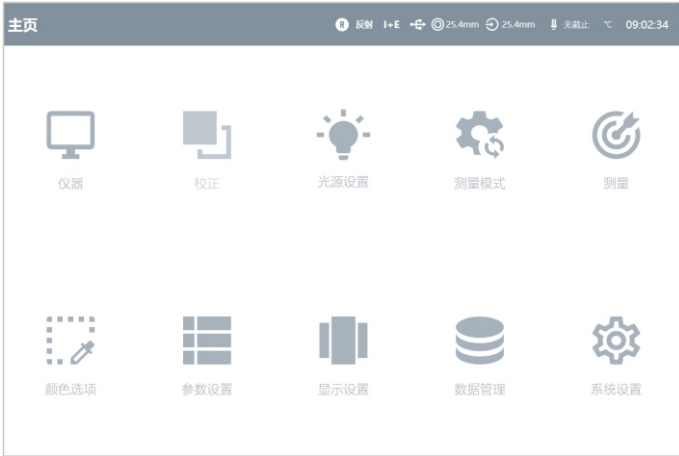 主页 R 反射 I+E 25.4mm 25.4mm 无截止 ℃ 09:02:34
仪器 校正 光源设置 测量模式 测量
颜色选项 参数设置 显示设置 数据管理 系统设置